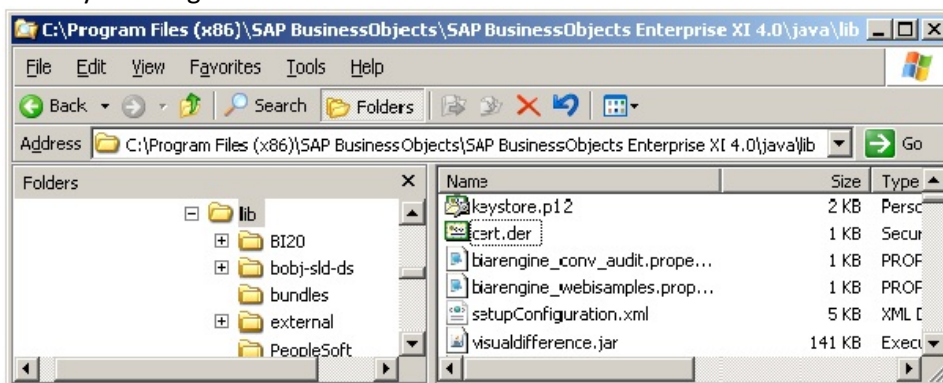 C:\Program Files (x86)\SAP BusinessObjects\SAP BusinessObjects Enterprise XI 4.0\java\lib
File Edit View Favorites Tools Help
Back Search Folders
Address C:\Program Files (x86)\SAP BusinessObjects\SAP BusinessObjects Enterprise XI 4.0\java\lib Go
Folders Name Size Type
lib keystore.p12 2 KB Persc
BI20 cert.der 1 KB Secur
bobj-sld-ds biarengine_conv_audit.prope... 1 KB PROF
bundles biarengine_webisamples.prop... 1 KB PROF
external setupConfiguration.xml 5 KB XML D
PeopleSoft visualdifference.jar 141 KB Execu